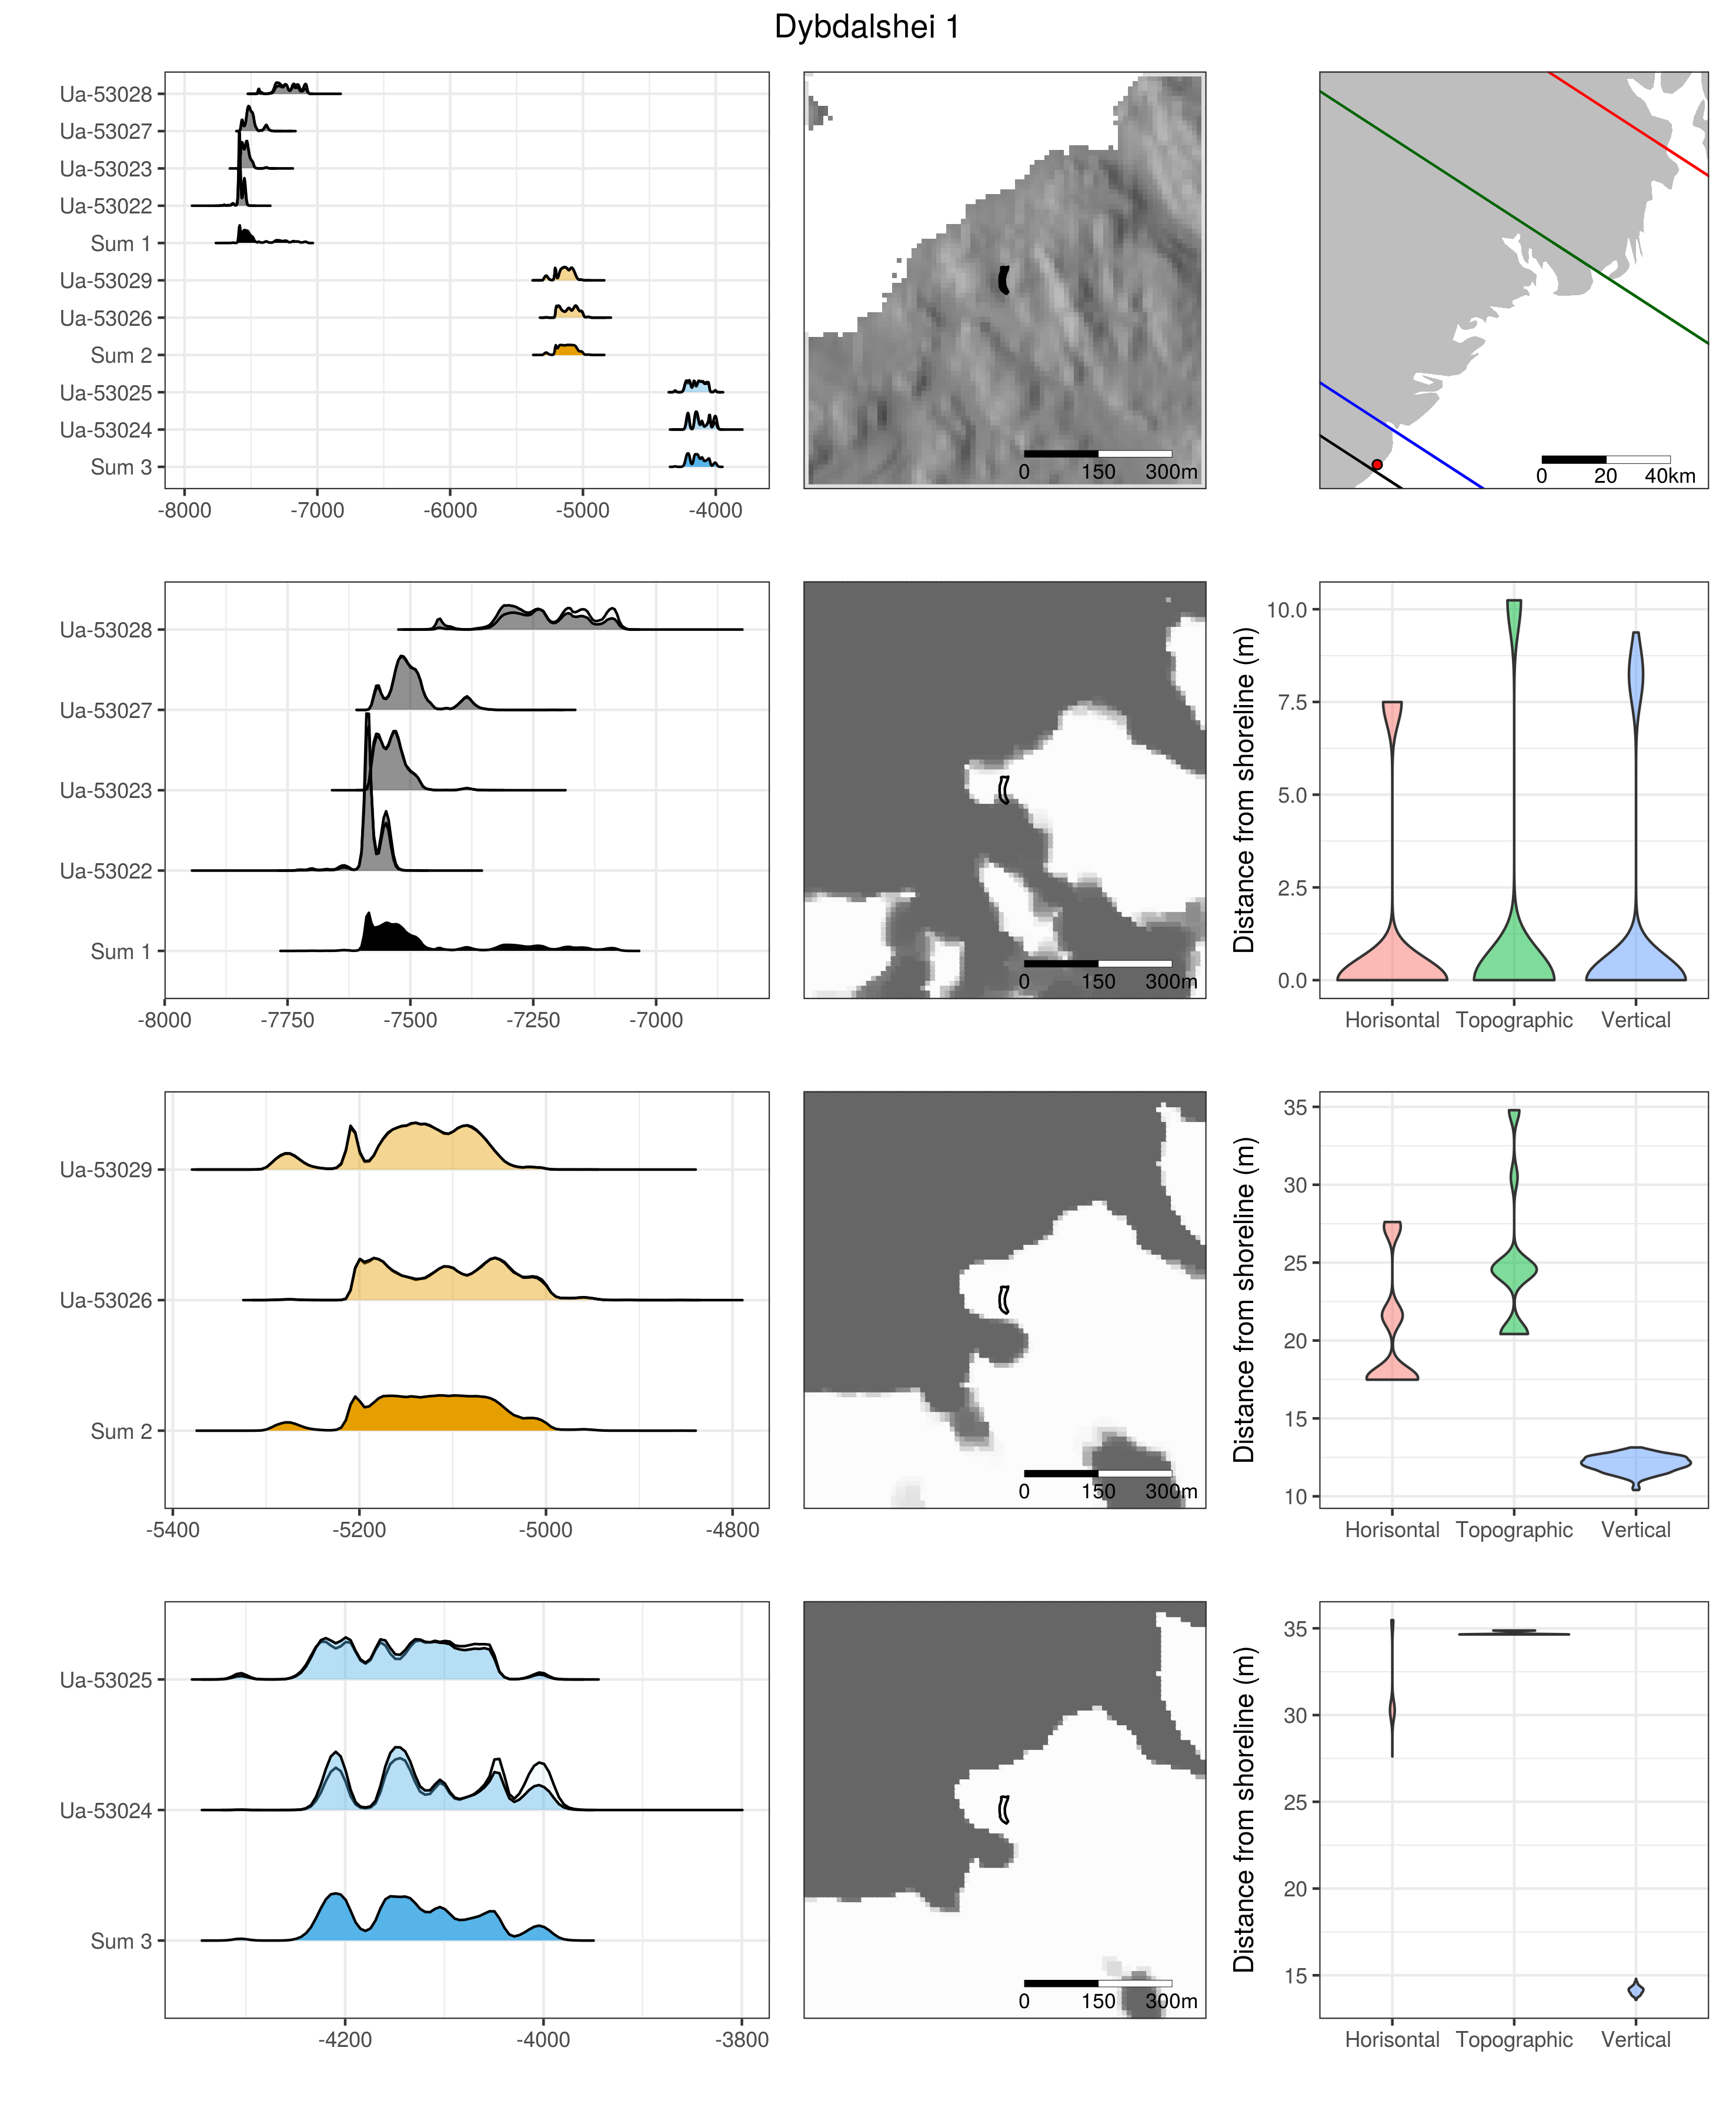 Dybdalshei 1
Ua-53028
Ua-53027
Ua-53023
Ua-53022
Sum 1
Ua-53029
Ua-53026
Sum 2
Ua-53025
Ua-53024
Sum 3
-8000 -7000 -6000 -5000 -4000
0 150 300m
0 20 40km
Ua-53028
Ua-53027
Ua-53023
Ua-53022
Sum 1
-8000 -7750 -7500 -7250 -7000
0 150 300m
Distance from shoreline (m)
10.0
7.5
5.0
2.5
0.0
Horisontal Topographic Vertical
Ua-53029
Ua-53026
Sum 2
-5400 -5200 -5000 -4800
0 150 300m
Distance from shoreline (m)
35
30
25
20
15
10
Horisontal Topographic Vertical
Ua-53025
Ua-53024
Sum 3
-4200 -4000 -3800
0 150 300m
Distance from shoreline (m)
35
30
25
20
15
Horisontal Topographic Vertical